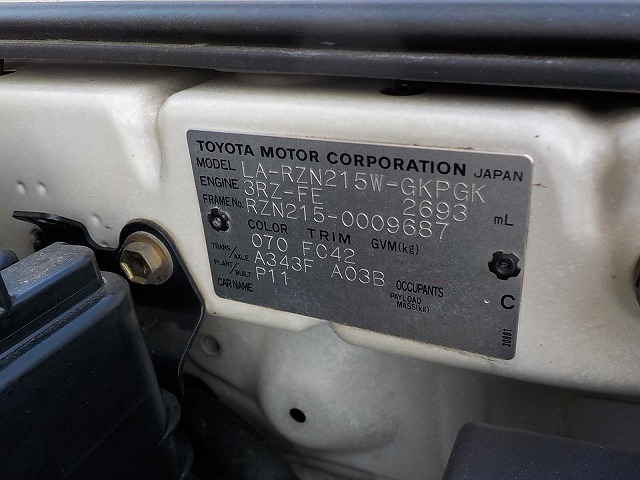 TOYOTA MOTOR CORPORATION JAPAN
MODEL LA-RZN215W-GKPGK
ENGINE 3RZ-FE 2693 mL
FRAME No. RZN215-0009687
COLOR TRIM GVM(kg)
070 FC42
TRANS/AXLE A343F A03B
PLANT/BUILT P11 OCCUPANTS
CAR NAME PAYLOAD MASS(kg) C